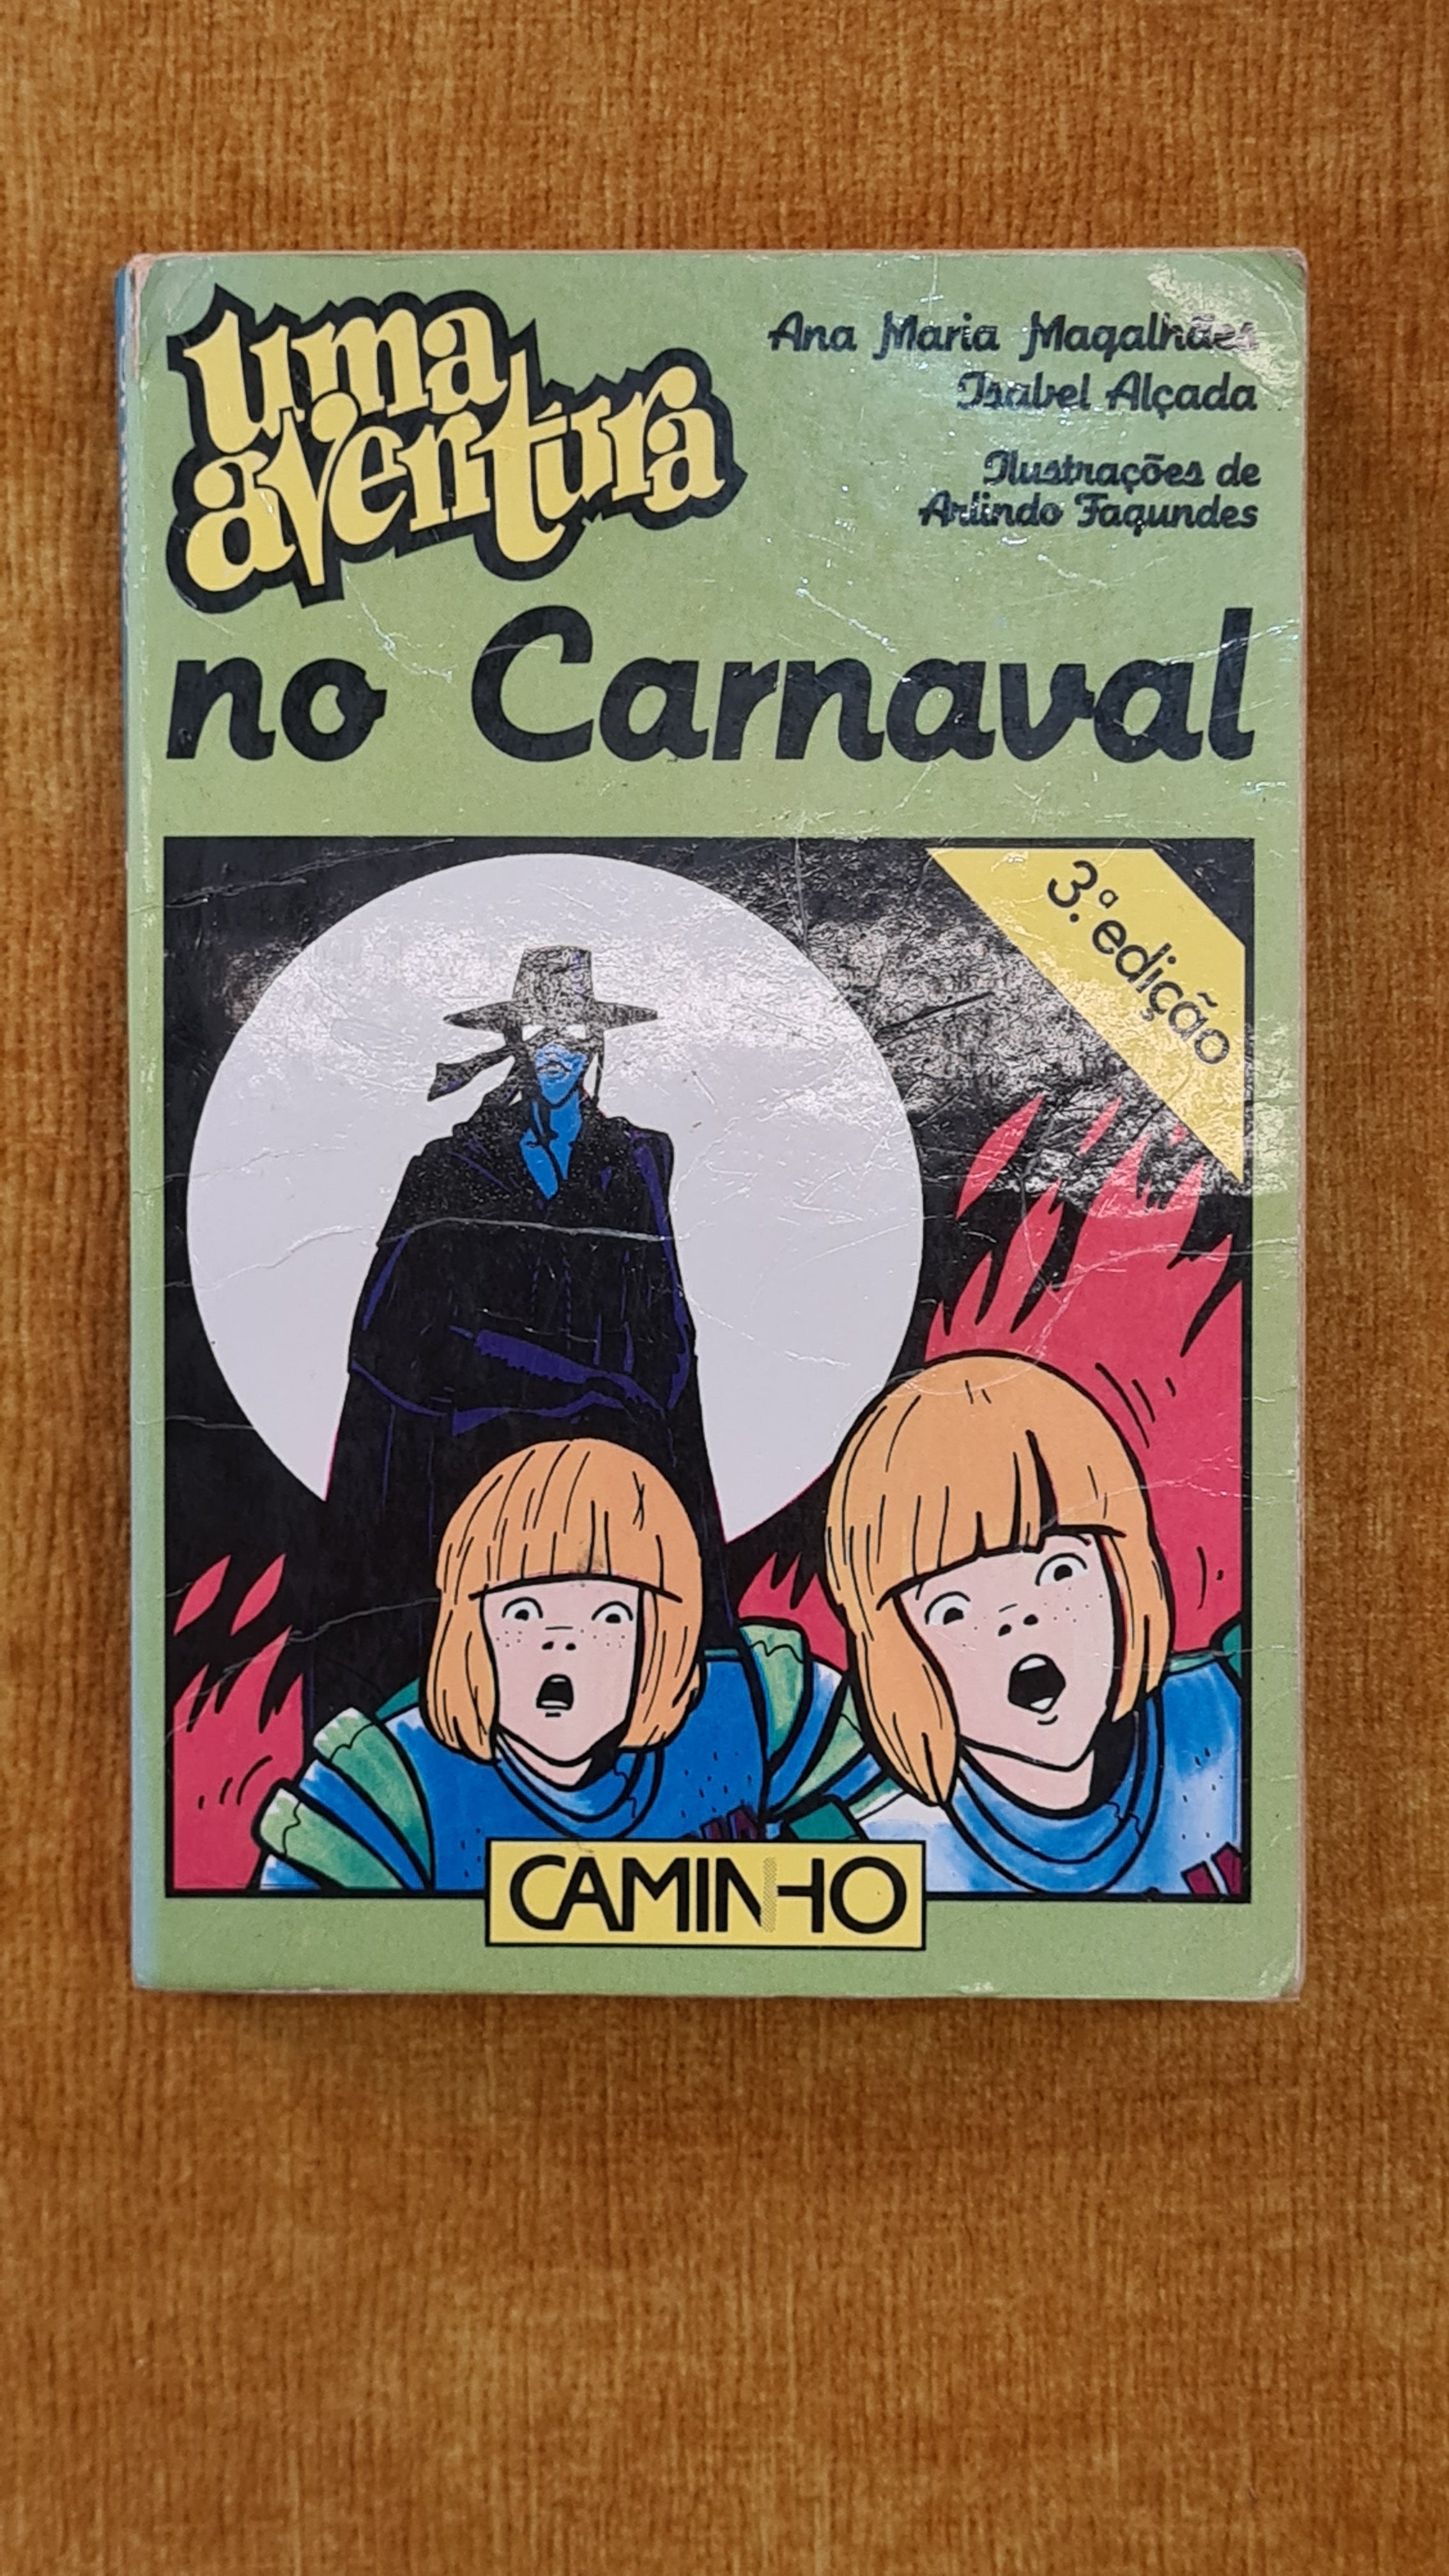 uma
aventura
Ana Maria Magalhães
Isabel Alçada
Ilustrações de
Arlindo Fagundes
no Carnaval
3.ª edição
CAMINHO